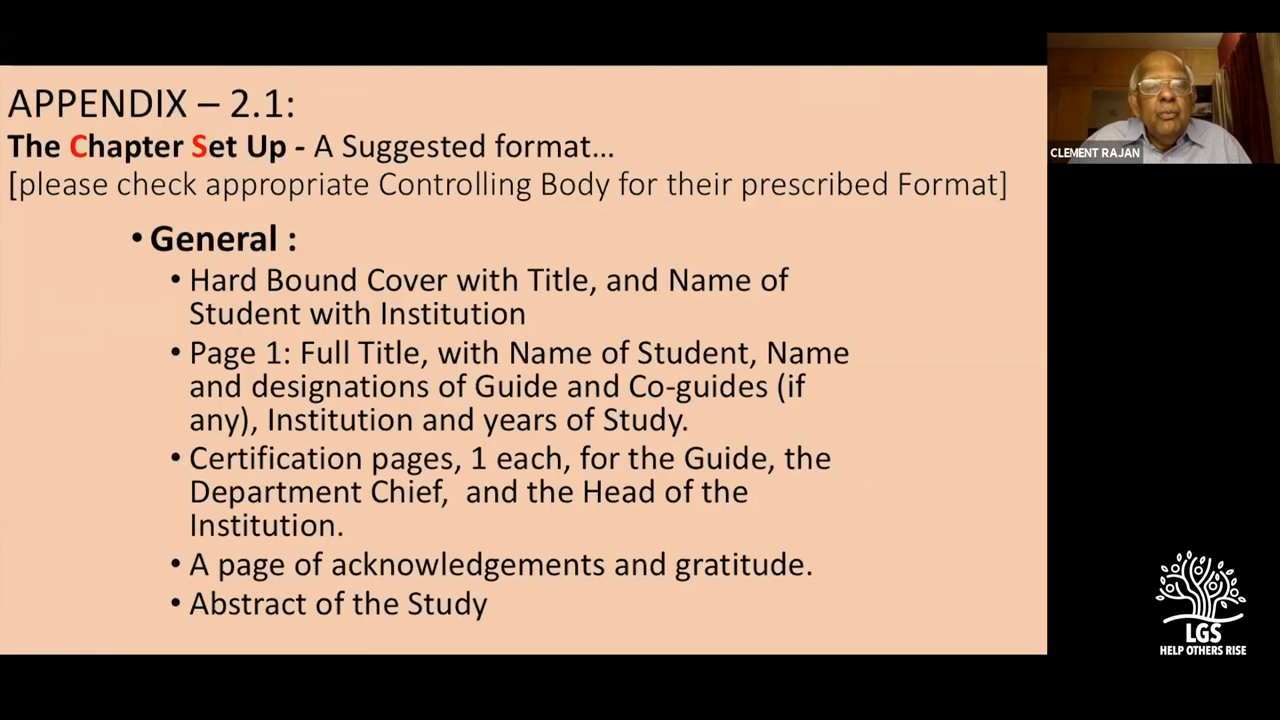 APPENDIX – 2.1:
The Chapter Set Up - A Suggested format...
[please check appropriate Controlling Body for their prescribed Format]
• General :
• Hard Bound Cover with Title, and Name of
Student with Institution
• Page 1: Full Title, with Name of Student, Name
and designations of Guide and Co-guides (if
any), Institution and years of Study.
• Certification pages, 1 each, for the Guide, the
Department Chief, and the Head of the
Institution.
• A page of acknowledgements and gratitude.
• Abstract of the Study
CLEMENT RAJAN
LGS
HELP OTHERS RISE